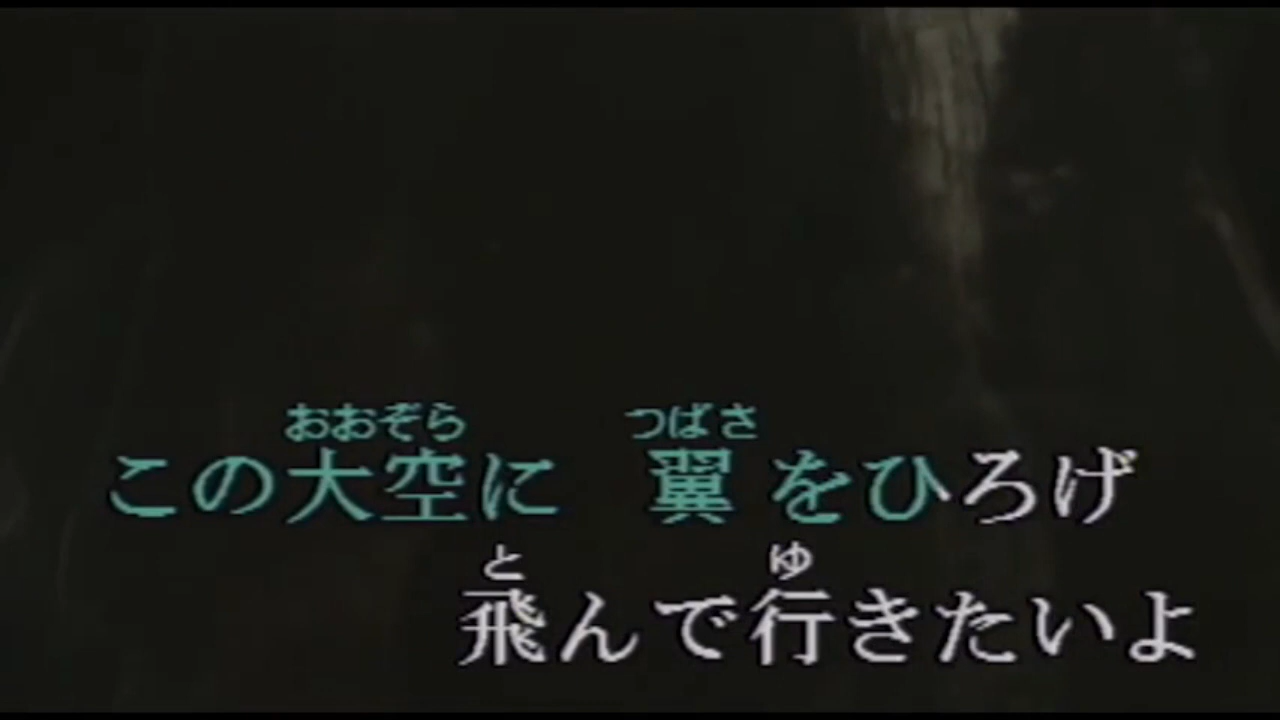 おおぞら つばさ
この大空に 翼をひろげ
と ゆ
飛んで行きたいよ